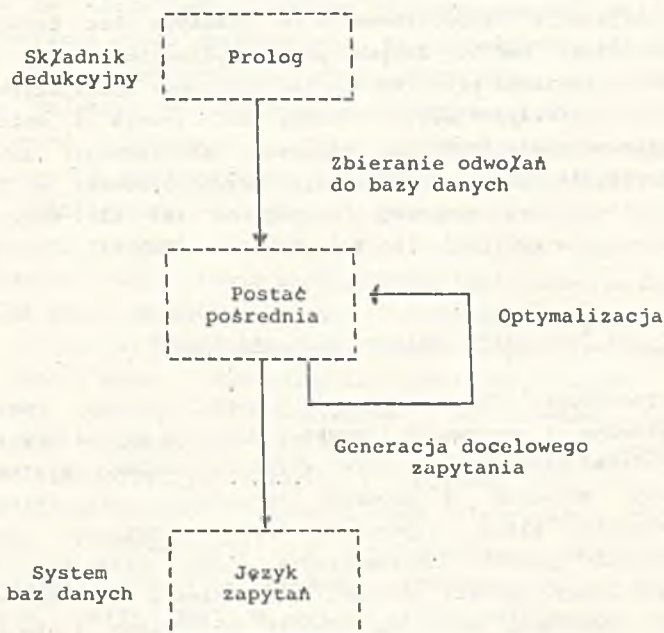 Składnik
dedukcyjny
Prolog
Zbieranie odwołań
do bazy danych
Postać
pośrednia
Optymalizacja
Generacja docelowego
zapytania
System
baz danych
Język
zapytań